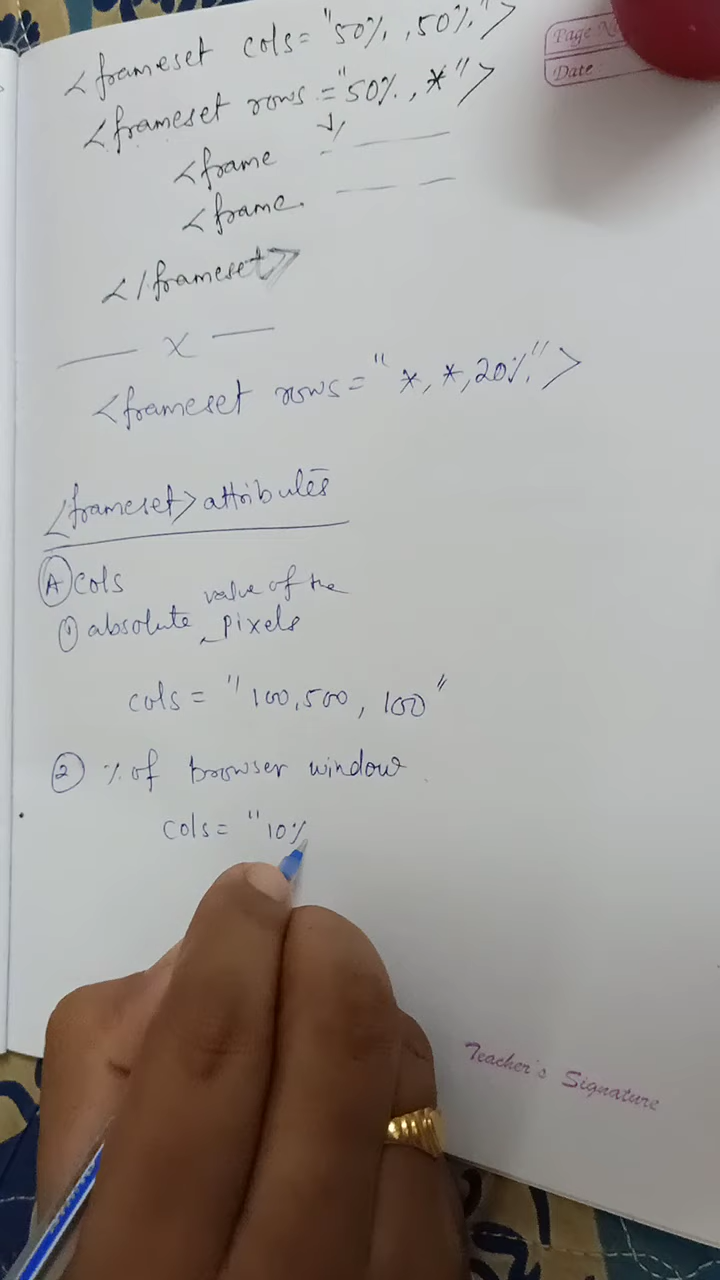 <frameset cols="50%,50%">
Page No
Date
<frameset rows="50%,*">
<frame
<frame.
</frameset>
x
<frameset rows="*,*,20%">
<frameset> attributes
A cols
value of the
① absolute pixels
cols = "100,500, 100"
② % of browser window
cols = "10%
Teacher's Signature